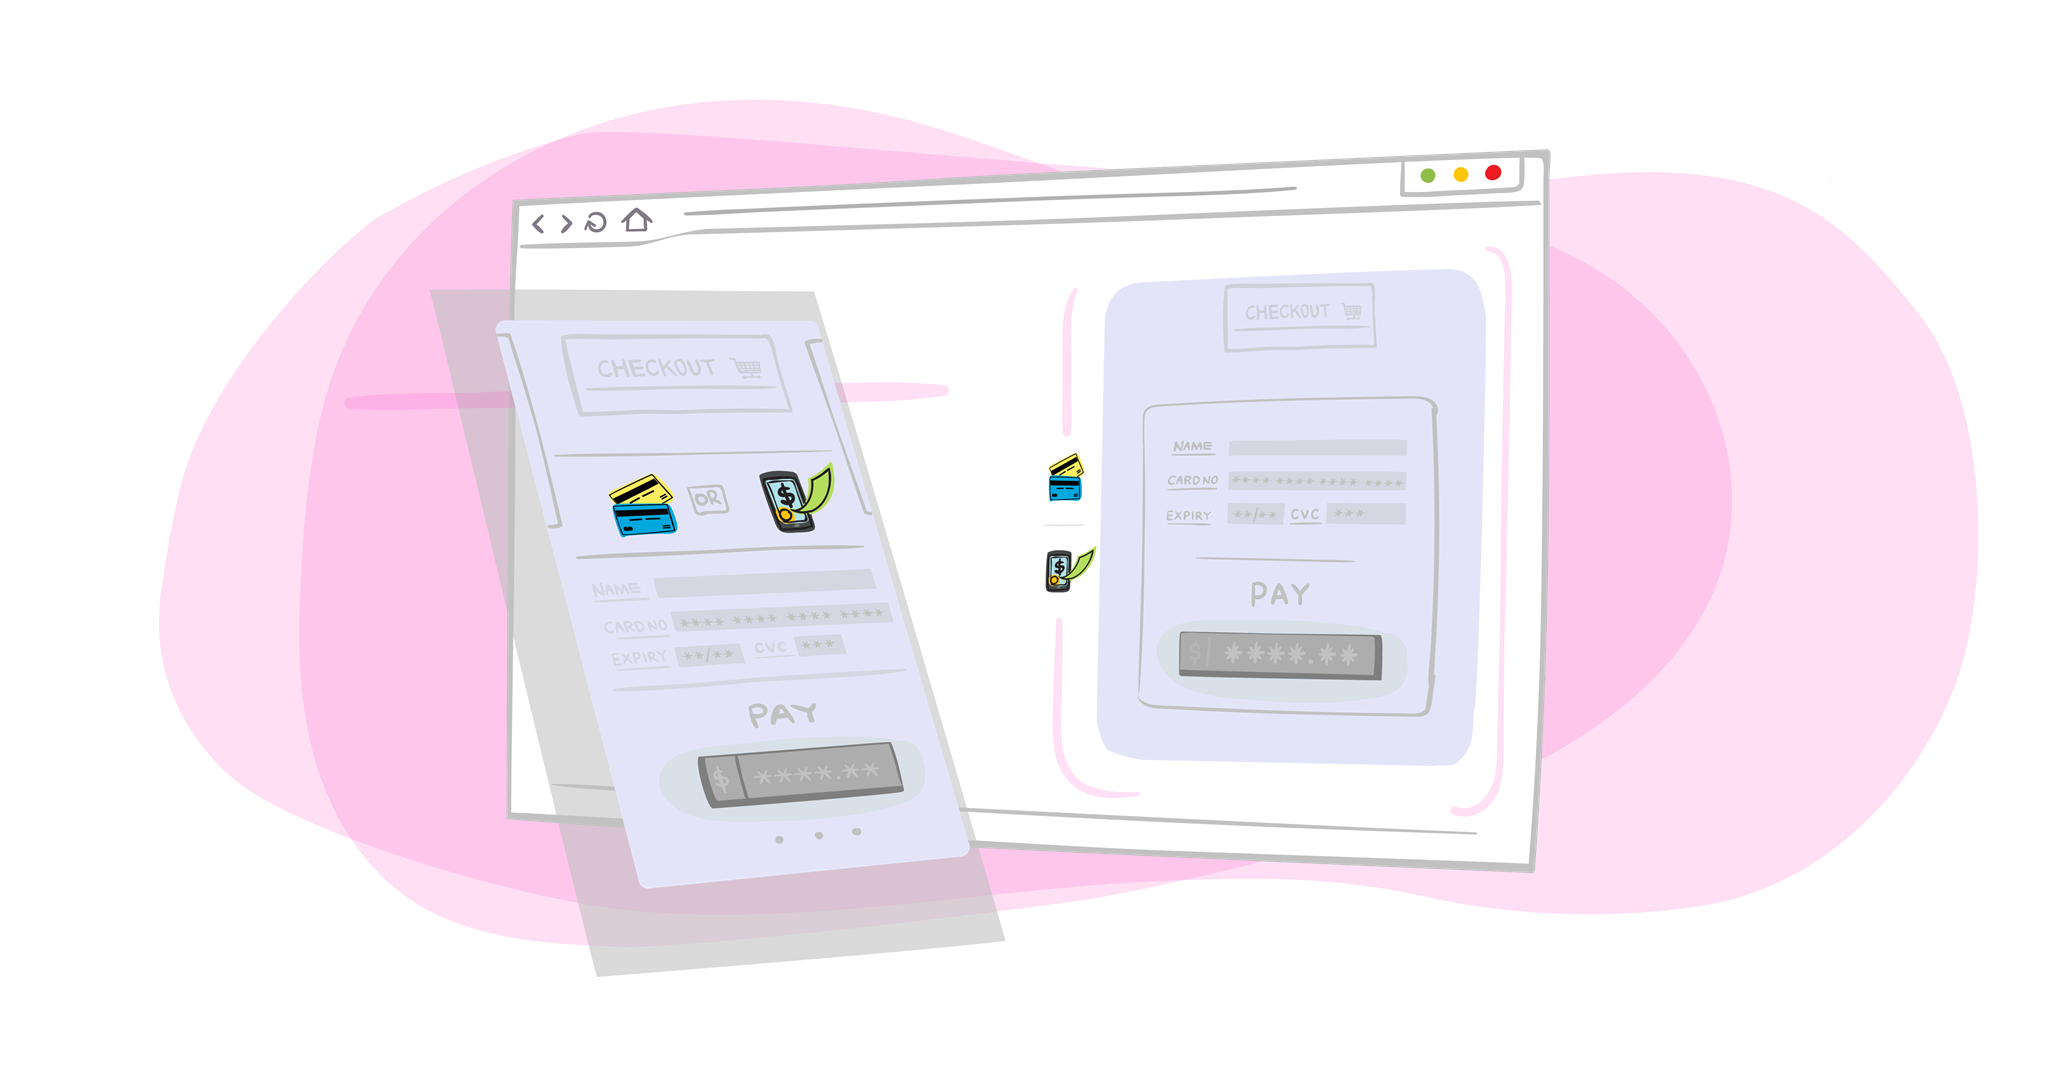 CHECKOUT
OR
NAME
CARD NO **** **** **** ****
EXPIRY **/** CVC ***
PAY
$ ****.**
CHECKOUT
NAME
CARD NO **** **** **** ****
EXPIRY **/** CVC ***
PAY
$ ****.**
$
$